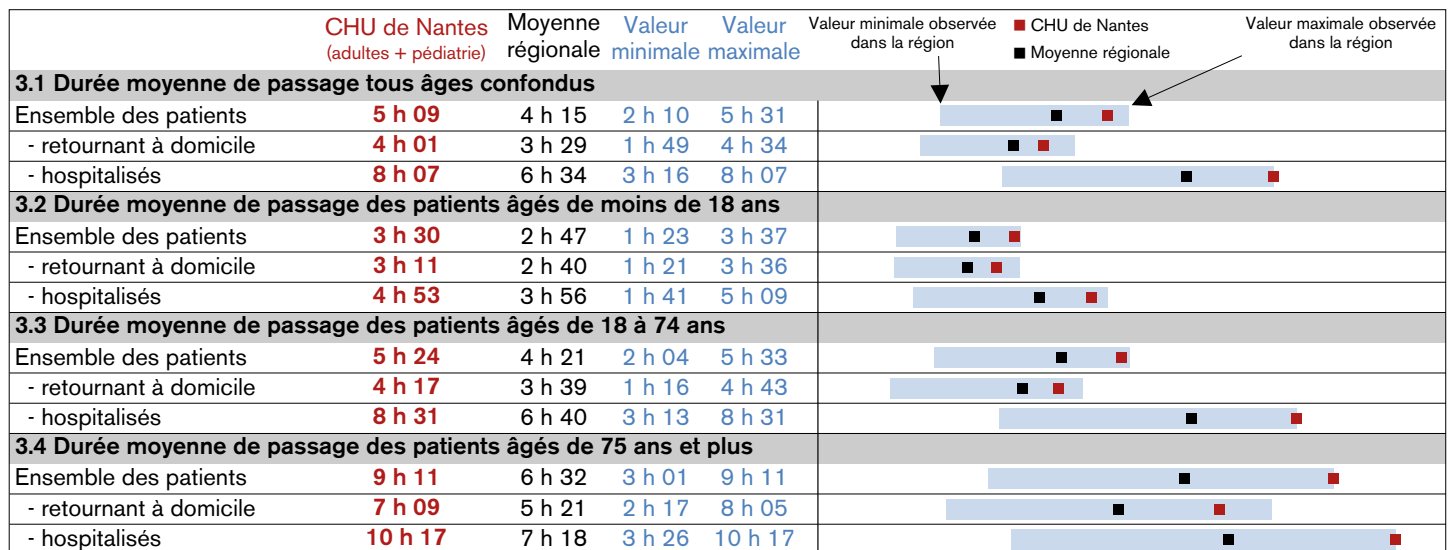 CHU de Nantes Moyenne Valeur Valeur Valeur minimale observée CHU de Nantes Valeur maximale observée
(adultes + pédiatrie) régionale minimale maximale dans la région Moyenne régionale dans la région
3.1 Durée moyenne de passage tous âges confondus
Ensemble des patients 5 h 09 4 h 15 2 h 10 5 h 31
- retournant à domicile 4 h 01 3 h 29 1 h 49 4 h 34
- hospitalisés 8 h 07 6 h 34 3 h 16 8 h 07
3.2 Durée moyenne de passage des patients âgés de moins de 18 ans
Ensemble des patients 3 h 30 2 h 47 1 h 23 3 h 37
- retournant à domicile 3 h 11 2 h 40 1 h 21 3 h 36
- hospitalisés 4 h 53 3 h 56 1 h 41 5 h 09
3.3 Durée moyenne de passage des patients âgés de 18 à 74 ans
Ensemble des patients 5 h 24 4 h 21 2 h 04 5 h 33
- retournant à domicile 4 h 17 3 h 39 1 h 16 4 h 43
- hospitalisés 8 h 31 6 h 40 3 h 13 8 h 31
3.4 Durée moyenne de passage des patients âgés de 75 ans et plus
Ensemble des patients 9 h 11 6 h 32 3 h 01 9 h 11
- retournant à domicile 7 h 09 5 h 21 2 h 17 8 h 05
- hospitalisés 10 h 17 7 h 18 3 h 26 10 h 17